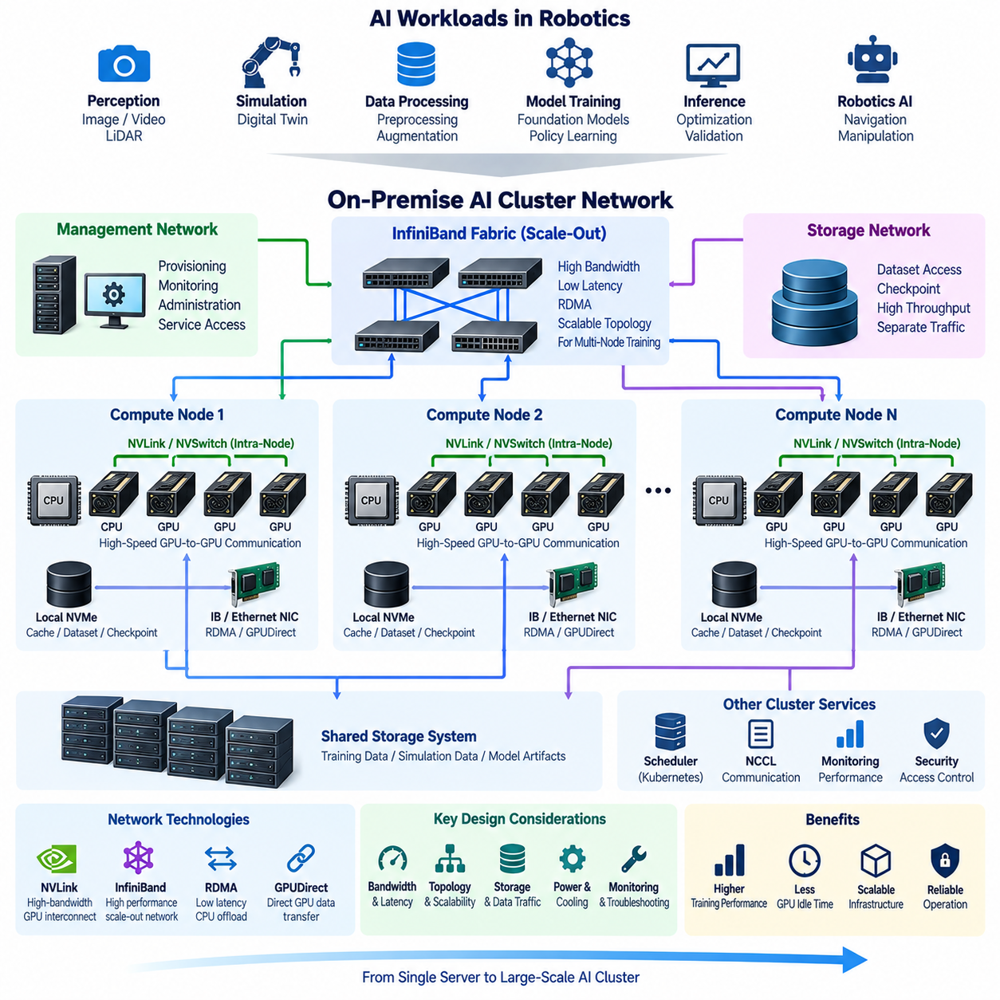 AI Workloads in Robotics
Perception
Image / Video
LiDAR
Simulation
Digital Twin
Data Processing
Preprocessing
Augmentation
Model Training
Foundation Models
Policy Learning
Inference
Optimization
Validation
Robotics AI
Navigation
Manipulation
On-Premise AI Cluster Network
Management Network
Provisioning
Monitoring
Administration
Service Access
InfiniBand Fabric (Scale-Out)
High Bandwidth
Low Latency
RDMA
Scalable Topology
For Multi-Node Training
Storage Network
Dataset Access
Checkpoint
High Throughput
Separate Traffic
Compute Node 1
NVLink / NVSwitch (Intra-Node)
CPU
CPU
GPU
GPU
GPU
High-Speed GPU-to-GPU Communication
Local NVMe
Cache / Dataset / Checkpoint
IB / Ethernet NIC
RDMA / GPUDirect
Compute Node 2
NVLink / NVSwitch (Intra-Node)
CPU
GPU
GPU
GPU
GPU
High-Speed GPU-to-GPU Communication
Local NVMe
Cache / Dataset / Checkpoint
IB / Ethernet NIC
RDMA / GPUDirect
•••
Compute Node N
NVLink / NVSwitch (Intra-Node)
CPU
GPU
GPU
GPU
GPU
High-Speed GPU-to-GPU Communication
Local NVMe
Cache / Dataset / Checkpoint
IB / Ethernet NIC
RDMA / GPUDirect
Shared Storage System
Training Data / Simulation Data / Model Artifacts
Other Cluster Services
Scheduler
(Kubernetes)
NCCL
Communication
Monitoring
Performance
Security
Access Control
Network Technologies
NVLink
High-bandwidth
GPU interconnect
InfiniBand
High performance
scale-out network
RDMA
Low latency
CPU offload
GPUDirect
Direct GPU data
transfer
Key Design Considerations
Bandwidth
& Latency
Topology
& Scalability
Storage
& Data Traffic
Power &
Cooling
Monitoring
& Troubleshooting
Benefits
Higher
Training Performance
Less
GPU Idle Time
Scalable
Infrastructure
Reliable
Operation
From Single Server to Large-Scale AI Cluster